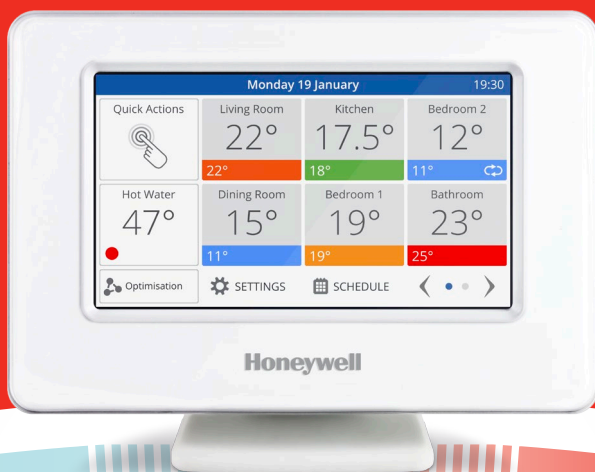 Monday 19 January 19:30
Quick Actions
Living Room
22°
22°
Kitchen
17.5°
18°
Bedroom 2
12°
11°
Hot Water
47°
Dining Room
15°
11°
Bedroom 1
19°
19°
Bathroom
23°
25°
Optimisation
SETTINGS
SCHEDULE
Honeywell